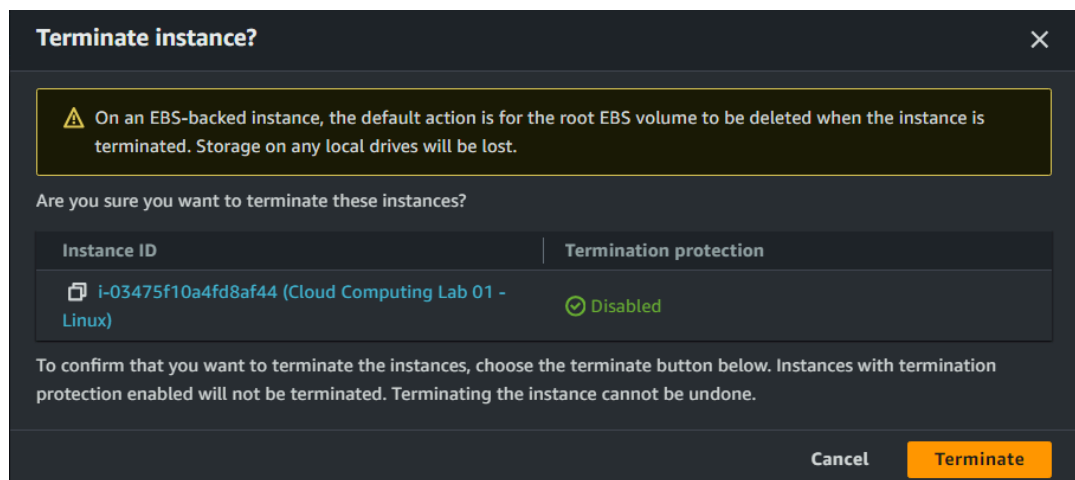 Terminate instance?
On an EBS-backed instance, the default action is for the root EBS volume to be deleted when the instance is
terminated. Storage on any local drives will be lost.
Are you sure you want to terminate these instances?
Instance ID
Termination protection
i-03475f10a4fd8af44 (Cloud Computing Lab 01 -
Linux)
Disabled
To confirm that you want to terminate the instances, choose the terminate button below. Instances with termination
protection enabled will not be terminated. Terminating the instance cannot be undone.
Cancel
Terminate